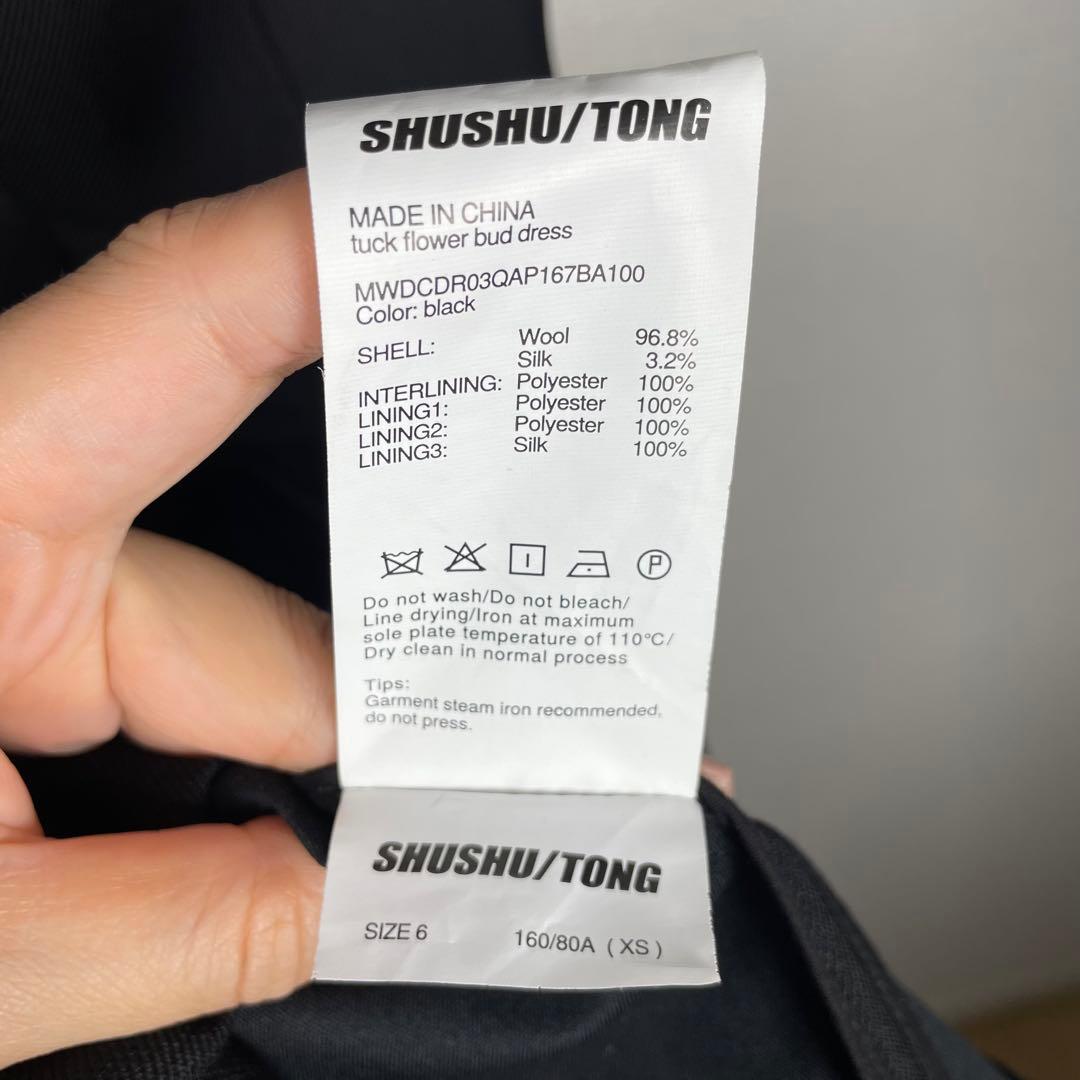 SHUSHU/TONG
MADE IN CHINA
tuck flower bud dress
MWDCDR03QAP167BA100
Color: black
SHELL: Wool 96.8%
Silk 3.2%
INTERLINING: Polyester 100%
LINING1: Polyester 100%
LINING2: Polyester 100%
LINING3: Silk 100%
P
Do not wash/Do not bleach/
Line drying/Iron at maximum
sole plate temperature of 110°C/
Dry clean in normal process
Tips:
Garment steam iron recommended,
do not press.
SHUSHU/TONG
SIZE 6 160/80A (XS)